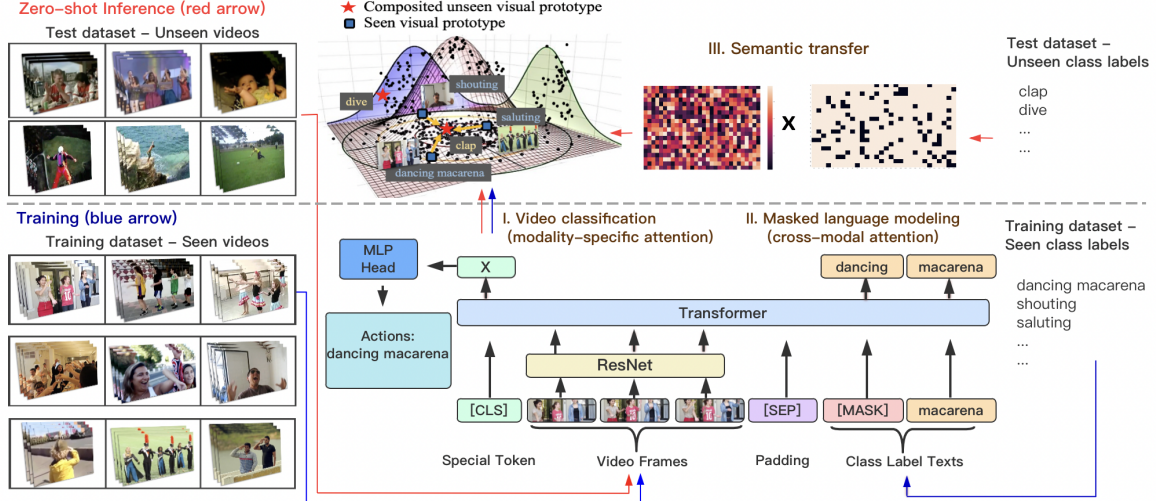 Zero-shot Inference (red arrow)
Test dataset – Unseen videos
Composited unseen visual prototype
Seen visual prototype
shouting
dive
saluting
clap
dancing macarena
III. Semantic transfer
X
Test dataset –
Unseen class labels
clap
dive
...
...
Training (blue arrow)
Training dataset – Seen videos
I. Video classification
(modality-specific attention)
II. Masked language modeling
(cross-modal attention)
Training dataset –
Seen class labels
dancing macarena
shouting
saluting
...
...
MLP
Head
X
dancing
macarena
Transformer
Actions:
dancing macarena
ResNet
[CLS]
[SEP]
[MASK]
macarena
Special Token
Video Frames
Padding
Class Label Texts